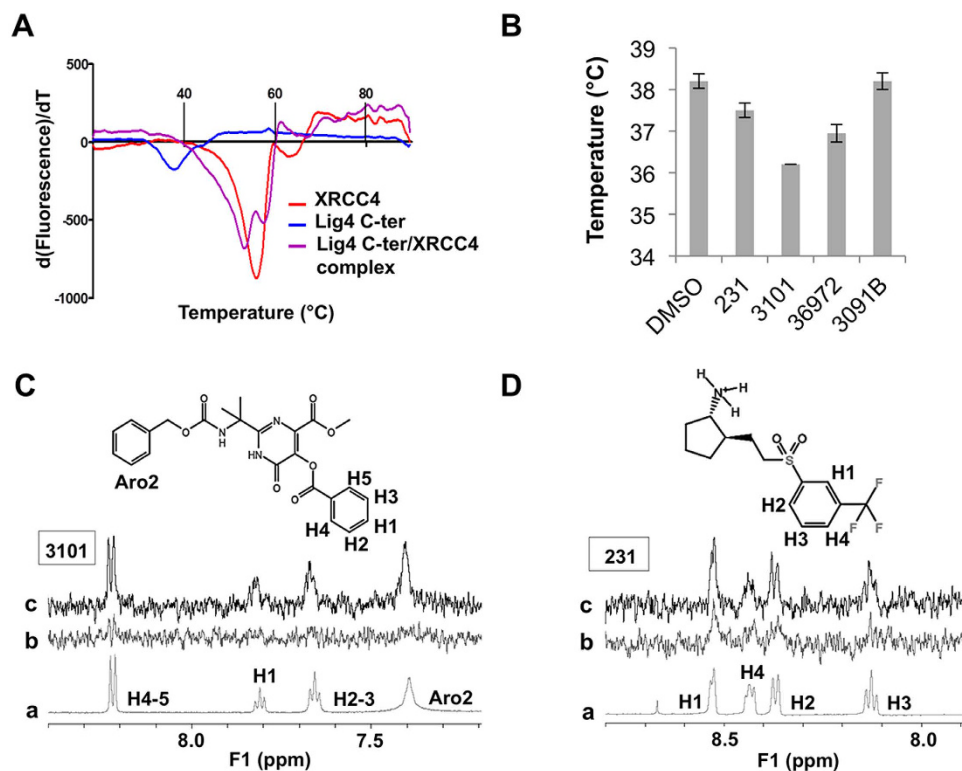 A
500
0
-500
-1000
40
60
80
d(Fluorescence)/dT
XRCC4
Lig4 C-ter
Lig4 C-ter/XRCC4
complex
Temperature (°C)
B
39
38
37
36
35
34
Temperature (°C)
DMSO
231
3101
36972
3091B
C
O
O
N
H
N
HN
O
O
O
O
O
Aro2
H5
H3
H1
H4
H2
3101
c
b
a
H4-5
H1
H2-3
Aro2
8.0
7.5
F1 (ppm)
D
H
N+
H
H
O
O
S
H1
F
F
F
H2
H3
H4
231
c
b
a
H1
H4
H2
H3
8.5
8.0
F1 (ppm)